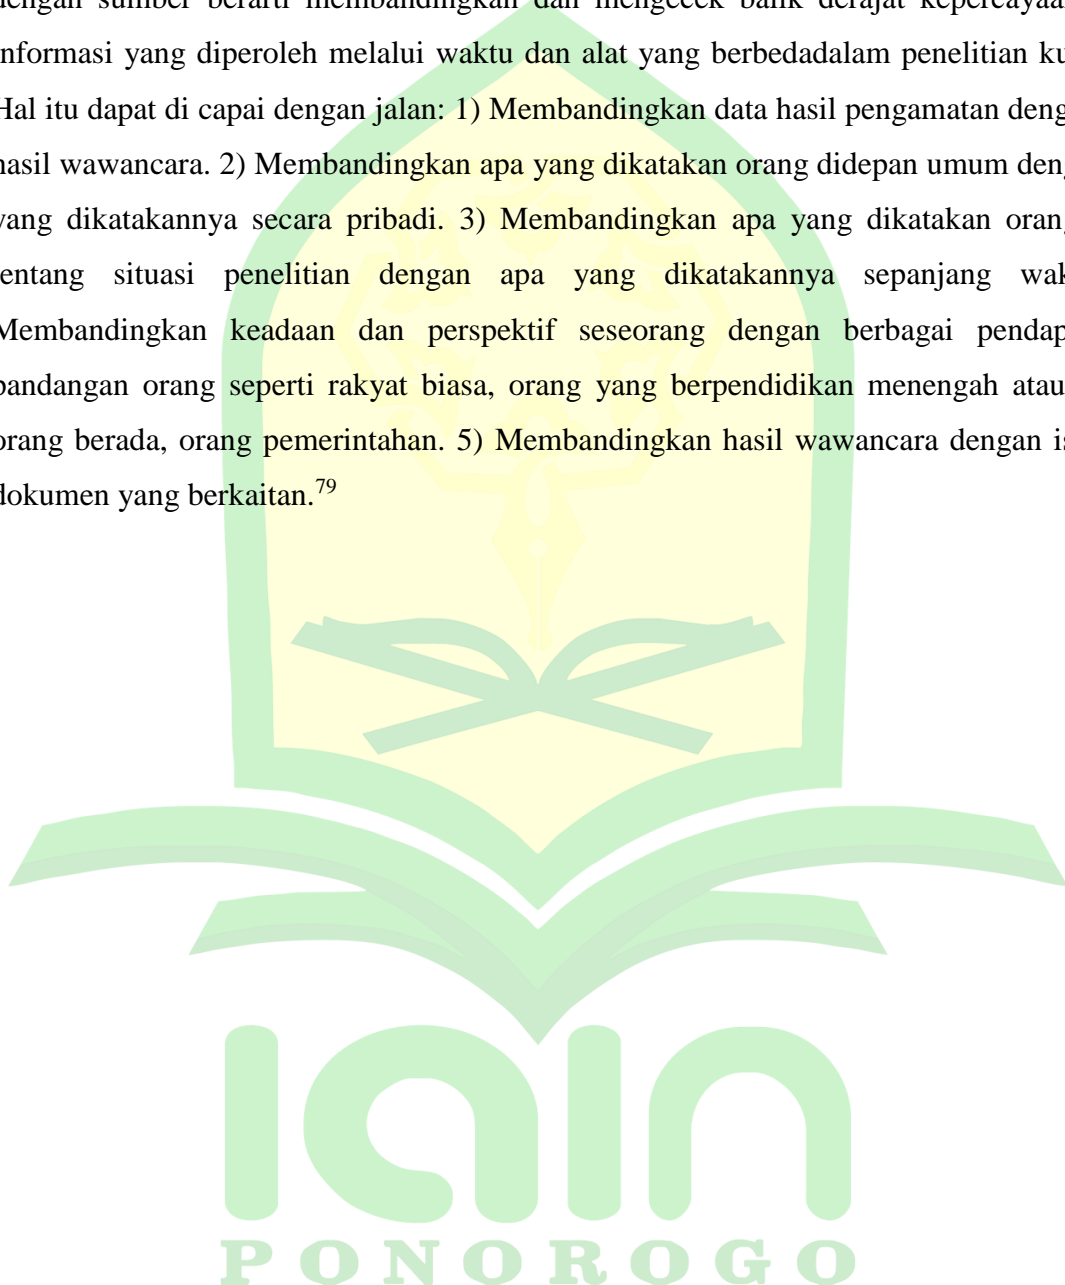 dengan sumber berarti membandingkan dan mengecek balik derajat kepercayaa
informasi yang diperoleh melalui waktu dan alat yang berbedadalam penelitian ku
Hal itu dapat di capai dengan jalan: 1) Membandingkan data hasil pengamatan deng
hasil wawancara. 2) Membandingkan apa yang dikatakan orang didepan umum deng
yang dikatakannya secara pribadi. 3) Membandingkan apa yang dikatakan orang
tentang situasi penelitian dengan apa yang dikatakannya sepanjang wak
Membandingkan keadaan dan perspektif seseorang dengan berbagai pendap
pandangan orang seperti rakyat biasa, orang yang berpendidikan menengah atau
orang berada, orang pemerintahan. 5) Membandingkan hasil wawancara dengan is
dokumen yang berkaitan.79
iain
PONOROGO